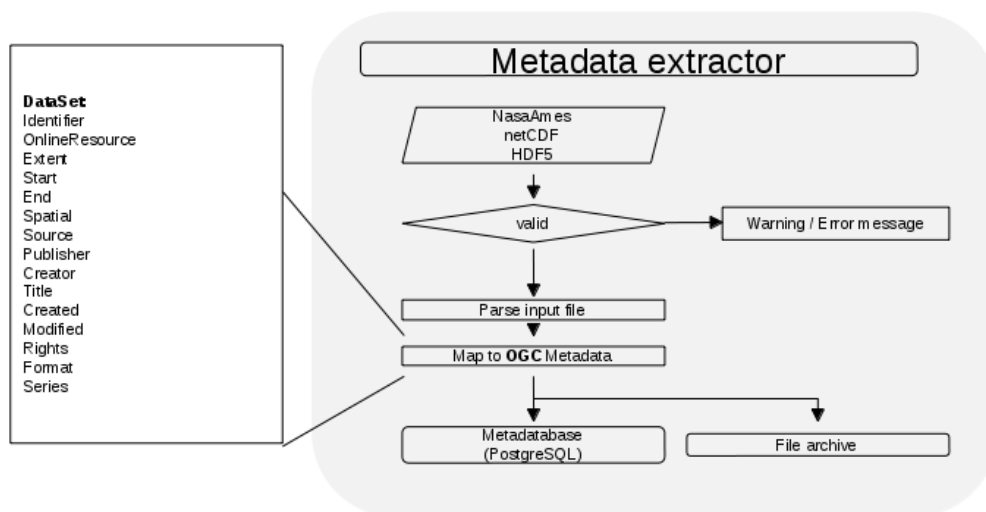 Metadata extractor
DataSet:
Identifier
OnlineResource
Extent
Start
End
Spatial
Source
Publisher
Creator
Title
Created
Modified
Rights
Format
Series
NasaAmes
netCDF
HDF5
valid
Warning / Error message
Parse input file
Map to OGC Metadata
Metadatabase
(PostgreSQL)
File archive